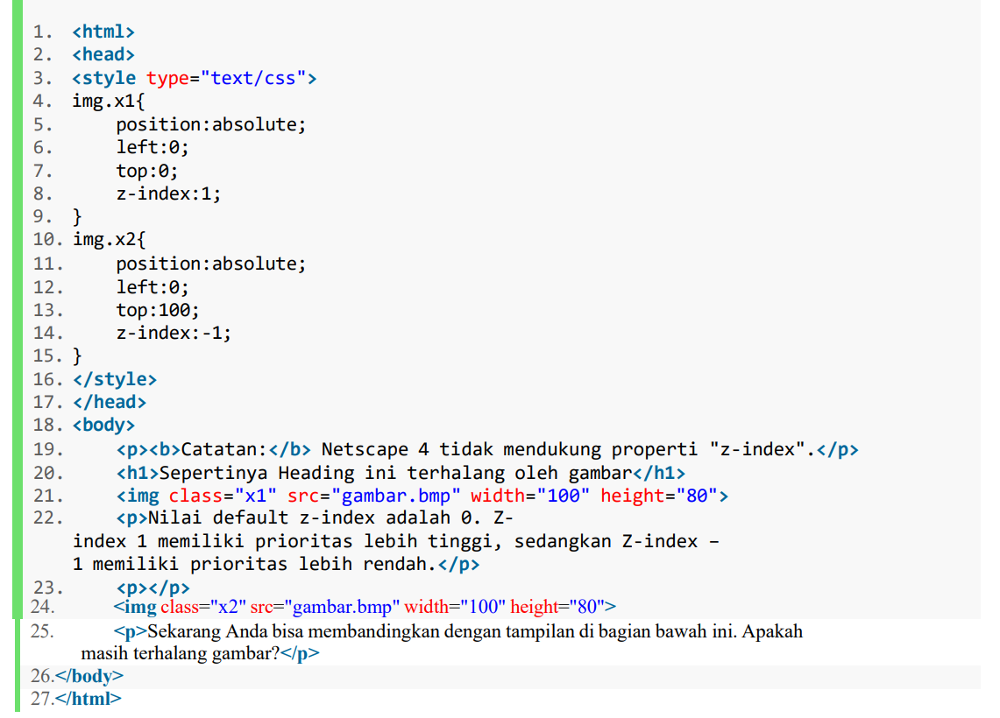 1. <html>
2. <head>
3. <style type="text/css">
4. img.x1{
5.     position:absolute;
6.     left:0;
7.     top:0;
8.     z-index:1;
9. }
10. img.x2{
11.     position:absolute;
12.     left:0;
13.     top:100;
14.     z-index:-1;
15. }
16. </style>
17. </head>
18. <body>
19.     <p><b>Catatan:</b> Netscape 4 tidak mendukung properti "z-index".</p>
20.     <h1>Sepertinya Heading ini terhalang oleh gambar</h1>
21.     <img class="x1" src="gambar.bmp" width="100" height="80">
22.     <p>Nilai default z-index adalah 0. Z-
index 1 memiliki prioritas lebih tinggi, sedangkan Z-index –
1 memiliki prioritas lebih rendah.</p>
23.     <p></p>
24.     <img class="x2" src="gambar.bmp" width="100" height="80">
25.     <p>Sekarang Anda bisa membandingkan dengan tampilan di bagian bawah ini. Apakah
masih terhalang gambar?</p>
26.</body>
27.</html>